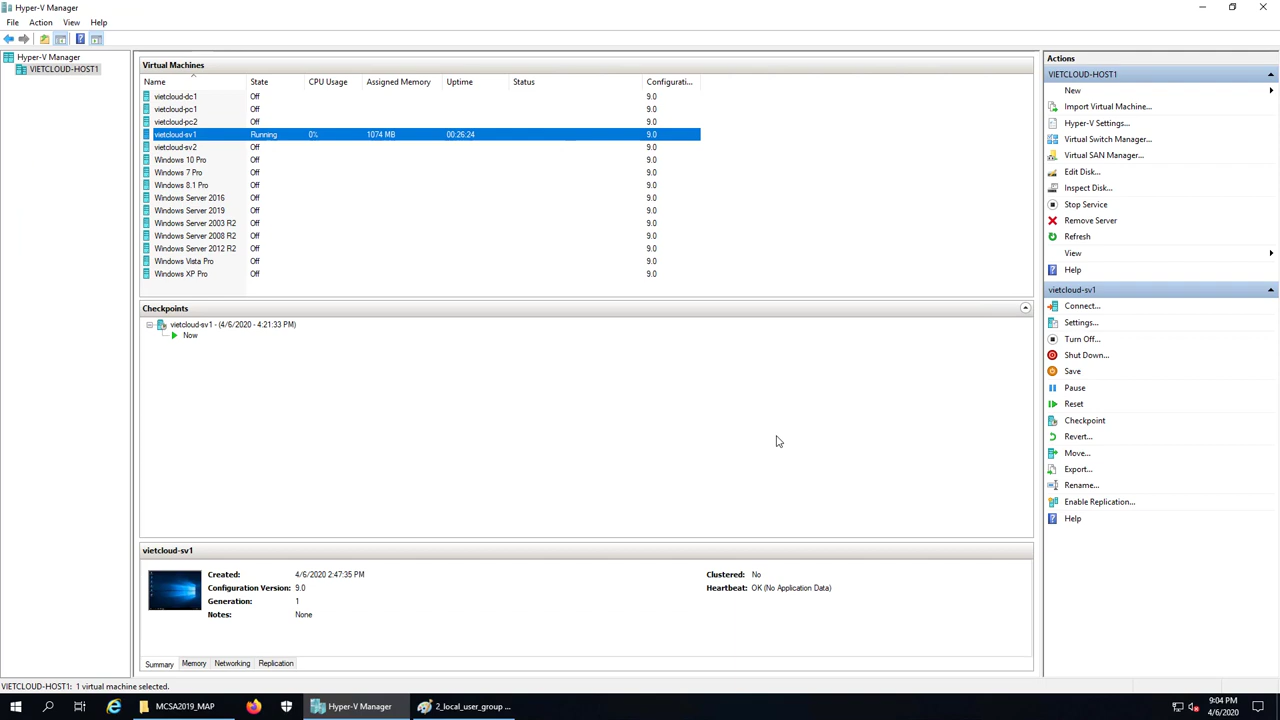 Hyper-V Manager
File Action View Help
Hyper-V Manager
VIETCLOUD-HOST1
Virtual Machines
Name State CPU Usage Assigned Memory Uptime Status Configurati...
vietcloud-dc1 Off 9.0
vietcloud-pc1 Off 9.0
vietcloud-pc2 Off 9.0
vietcloud-sv1 Running 0% 1074 MB 00:26:24 9.0
vietcloud-sv2 Off 9.0
Windows 10 Pro Off 9.0
Windows 7 Pro Off 9.0
Windows 8.1 Pro Off 9.0
Windows Server 2016 Off 9.0
Windows Server 2019 Off 9.0
Windows Server 2003 R2 Off 9.0
Windows Server 2008 R2 Off 9.0
Windows Server 2012 R2 Off 9.0
Windows Vista Pro Off 9.0
Windows XP Pro Off 9.0
Checkpoints
vietcloud-sv1 - (4/6/2020 - 4:21:33 PM)
Now
vietcloud-sv1
Created: 4/6/2020 2:47:35 PM Clustered: No
Configuration Version: 9.0 Heartbeat: OK (No Application Data)
Generation: 1
Notes: None
Summary Memory Networking Replication
Actions
VIETCLOUD-HOST1
New
Import Virtual Machine...
Hyper-V Settings...
Virtual Switch Manager...
Virtual SAN Manager...
Edit Disk...
Inspect Disk...
Stop Service
Remove Server
Refresh
View
Help
vietcloud-sv1
Connect...
Settings...
Turn Off...
Shut Down...
Save
Pause
Reset
Checkpoint
Revert...
Move...
Export...
Rename...
Enable Replication...
Help
VIETCLOUD-HOST1: 1 virtual machine selected.
MCSA2019_MAP Hyper-V Manager 2_local_user_group ... 9:04 PM
4/6/2020